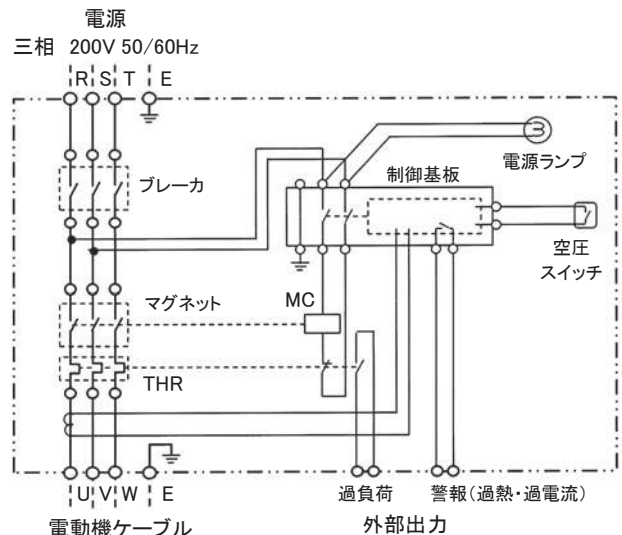 電源
三相 200V 50/60Hz
R S T E
ブレーカ
電源ランプ
制御基板
空圧
スイッチ
マグネット
MC
THR
U V W E
過負荷 警報(過熱・過電流)
電動機ケーブル
外部出力